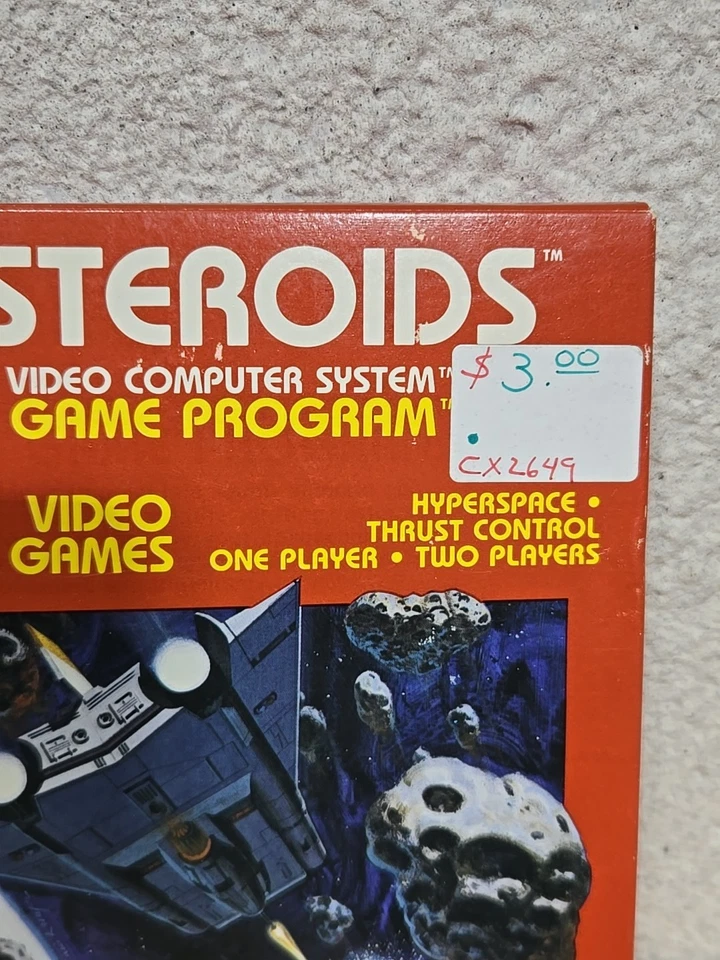 STEROIDS™
VIDEO COMPUTER SYSTEM™
GAME PROGRAM™
$ 3.00
CX2649
VIDEO
GAMES
HYPERSPACE •
THRUST CONTROL
ONE PLAYER • TWO PLAYERS